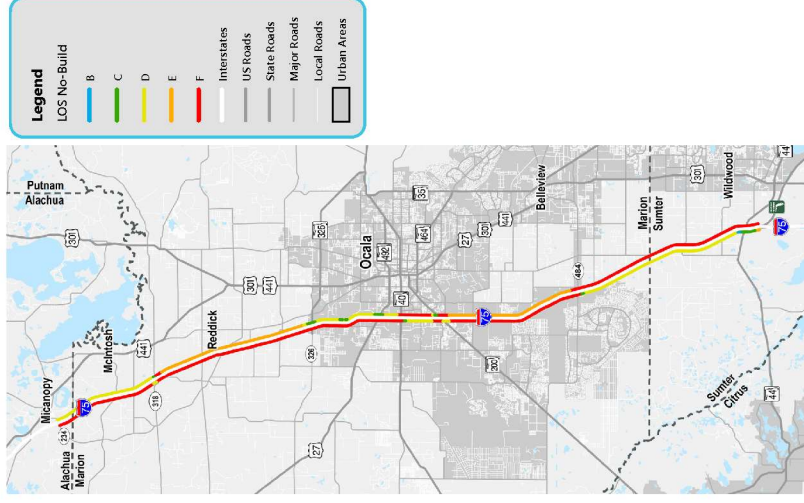 Legend
LOS No-Build
B
C
D
E
F
Interstates
US Roads
State Roads
Major Roads
Local Roads
Urban Areas
Putnam
Alachua
Micanopy
McIntosh
Reddick
Ocala
Belleview
Marion
Sumter
Wildwood
Alachua
Marion
Sumter
Citrus
234
75
441
301
318
301
441
326
326
35
492
464
40
27
301
441
27
200
75
484
301
44
75
44